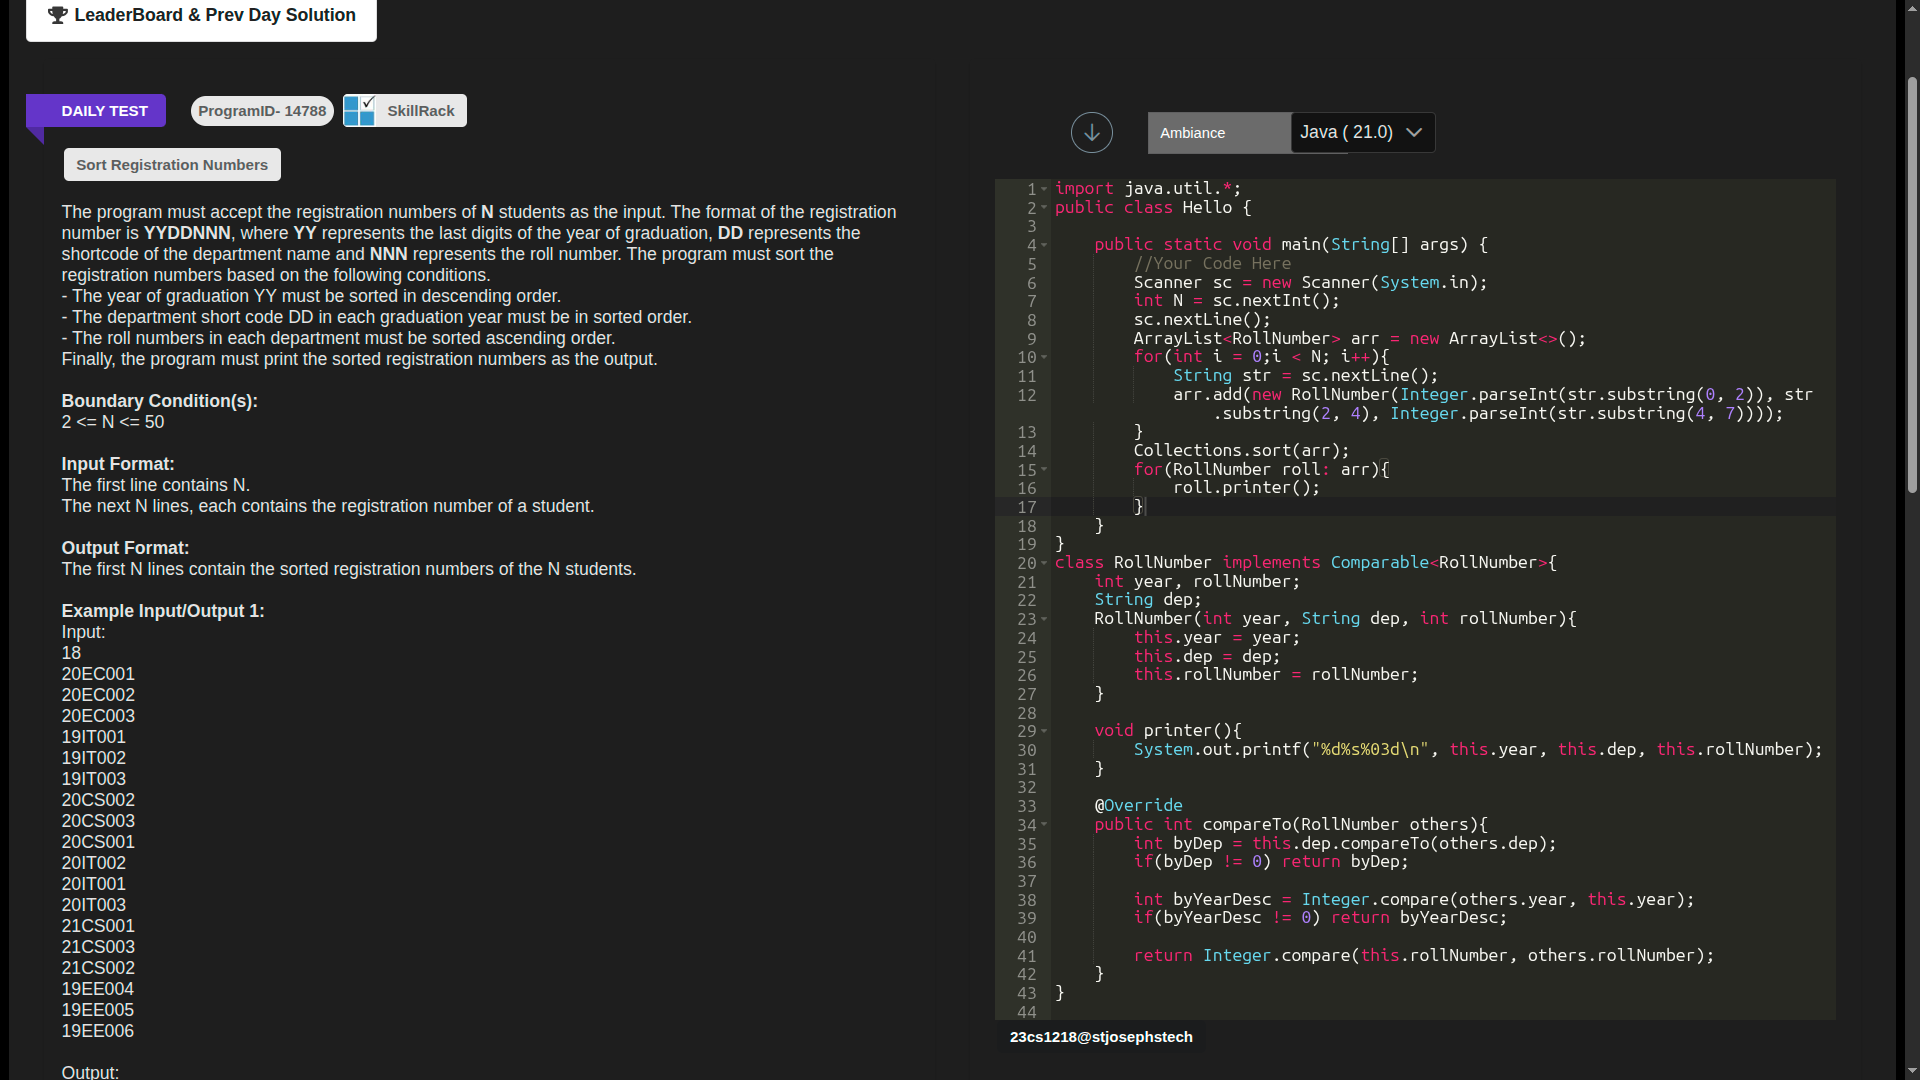 LeaderBoard & Prev Day Solution
DAILY TEST
ProgramID- 14788
SkillRack
Sort Registration Numbers
The program must accept the registration numbers of N students as the input. The format of the registration
number is YYDDNNN, where YY represents the last digits of the year of graduation, DD represents the
shortcode of the department name and NNN represents the roll number. The program must sort the
registration numbers based on the following conditions.
- The year of graduation YY must be sorted in descending order.
- The department short code DD in each graduation year must be in sorted order.
- The roll numbers in each department must be sorted ascending order.
Finally, the program must print the sorted registration numbers as the output.
Boundary Condition(s):
2 <= N <= 50
Input Format:
The first line contains N.
The next N lines, each contains the registration number of a student.
Output Format:
The first N lines contain the sorted registration numbers of the N students.
Example Input/Output 1:
Input:
18
20EC001
20EC002
20EC003
19IT001
19IT002
19IT003
20CS002
20CS003
20CS001
20IT002
20IT001
20IT003
21CS001
21CS003
21CS002
19EE004
19EE005
19EE006
Output:
Ambiance
Java ( 21.0)
1 import java.util.*;
2 public class Hello {
3
4     public static void main(String[] args) {
5         //Your Code Here
6         Scanner sc = new Scanner(System.in);
7         int N = sc.nextInt();
8         sc.nextLine();
9         ArrayList<RollNumber> arr = new ArrayList<>();
10         for(int i = 0;i < N; i++){
11             String str = sc.nextLine();
12             arr.add(new RollNumber(Integer.parseInt(str.substring(0, 2)), str
.substring(2, 4), Integer.parseInt(str.substring(4, 7))));
13         }
14         Collections.sort(arr);
15         for(RollNumber roll: arr){
16             roll.printer();
17         }
18     }
19 }
20 class RollNumber implements Comparable<RollNumber>{
21     int year, rollNumber;
22     String dep;
23     RollNumber(int year, String dep, int rollNumber){
24         this.year = year;
25         this.dep = dep;
26         this.rollNumber = rollNumber;
27     }
28
29     void printer(){
30         System.out.printf("%d%s%03d\n", this.year, this.dep, this.rollNumber);
31     }
32
33     @Override
34     public int compareTo(RollNumber others){
35         int byDep = this.dep.compareTo(others.dep);
36         if(byDep != 0) return byDep;
37
38         int byYearDesc = Integer.compare(others.year, this.year);
39         if(byYearDesc != 0) return byYearDesc;
40
41         return Integer.compare(this.rollNumber, others.rollNumber);
42     }
43 }
44
23cs1218@stjosephstech